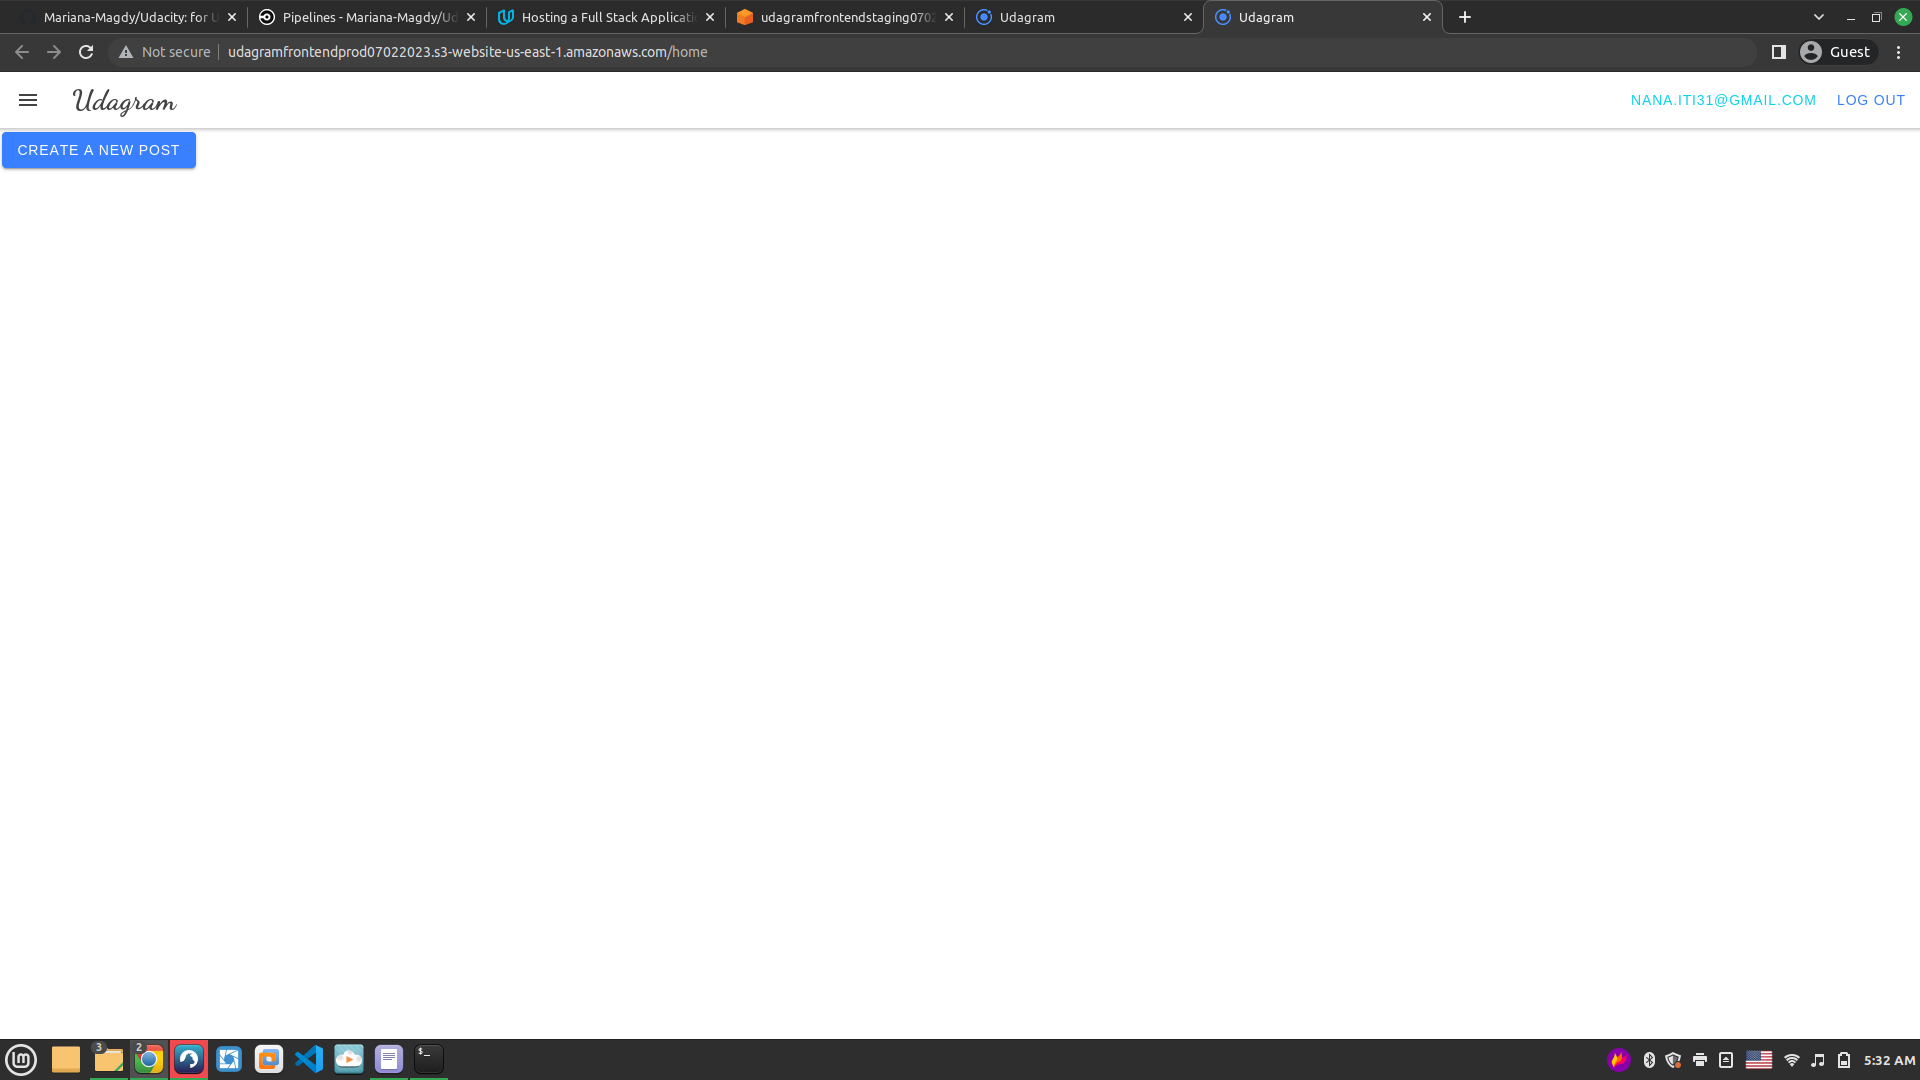 Mariana-Magdy/Udacity: for U
Pipelines - Mariana-Magdy/Ud
Hosting a Full Stack Applicati
udagramfrontendstaging0702
Udagram
Udagram
Not secure
udagramfrontendprod07022023.s3-website-us-east-1.amazonaws.com/home
Guest
Udagram
NANA.ITI31@GMAIL.COM
LOG OUT
CREATE A NEW POST
3
2
$_
5:32 AM